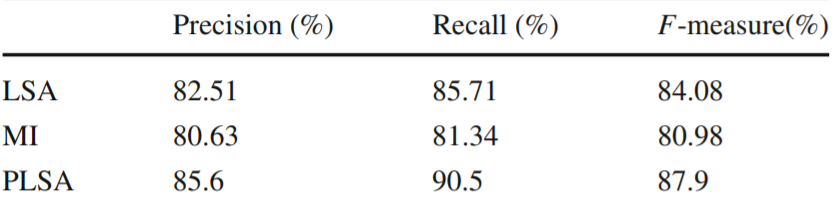 Precision (%) Recall (%) F-measure(%)
LSA 82.51 85.71 84.08
MI 80.63 81.34 80.98
PLSA 85.6 90.5 87.9